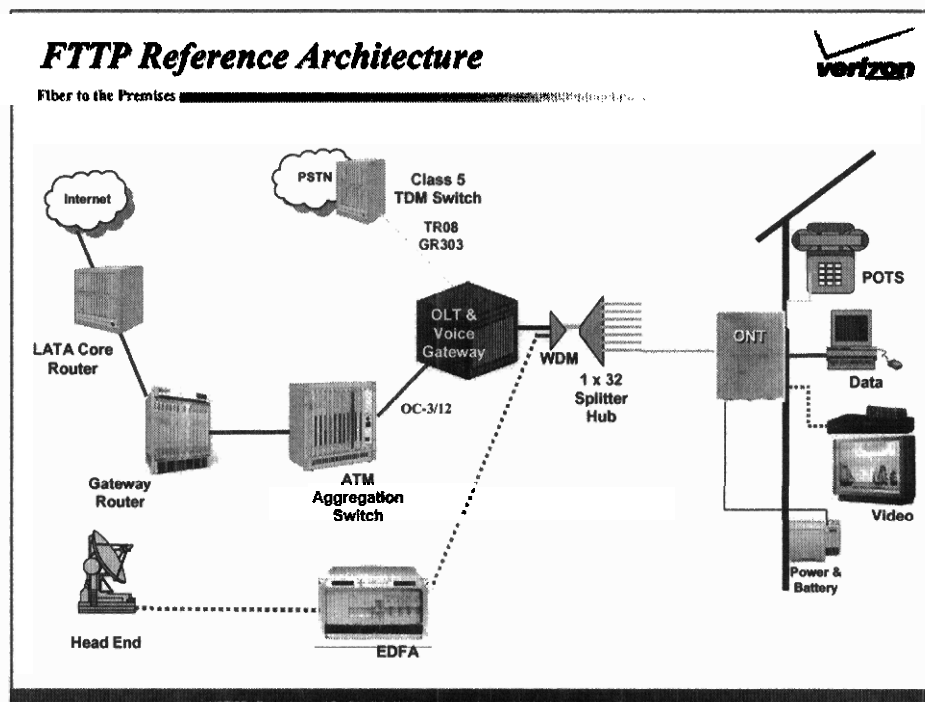 FTTP Reference Architecture
verizon
Fiber to the Premises
Internet
PSTN
Class 5
TDM Switch
TR08
GR303
POTS
LATA Core
Router
OLT &
Voice
Gateway
WDM
1 x 32
Splitter
Hub
ONT
Data
OC-3/12
Gateway
Router
ATM
Aggregation
Switch
Video
Power &
Battery
Head End
EDFA